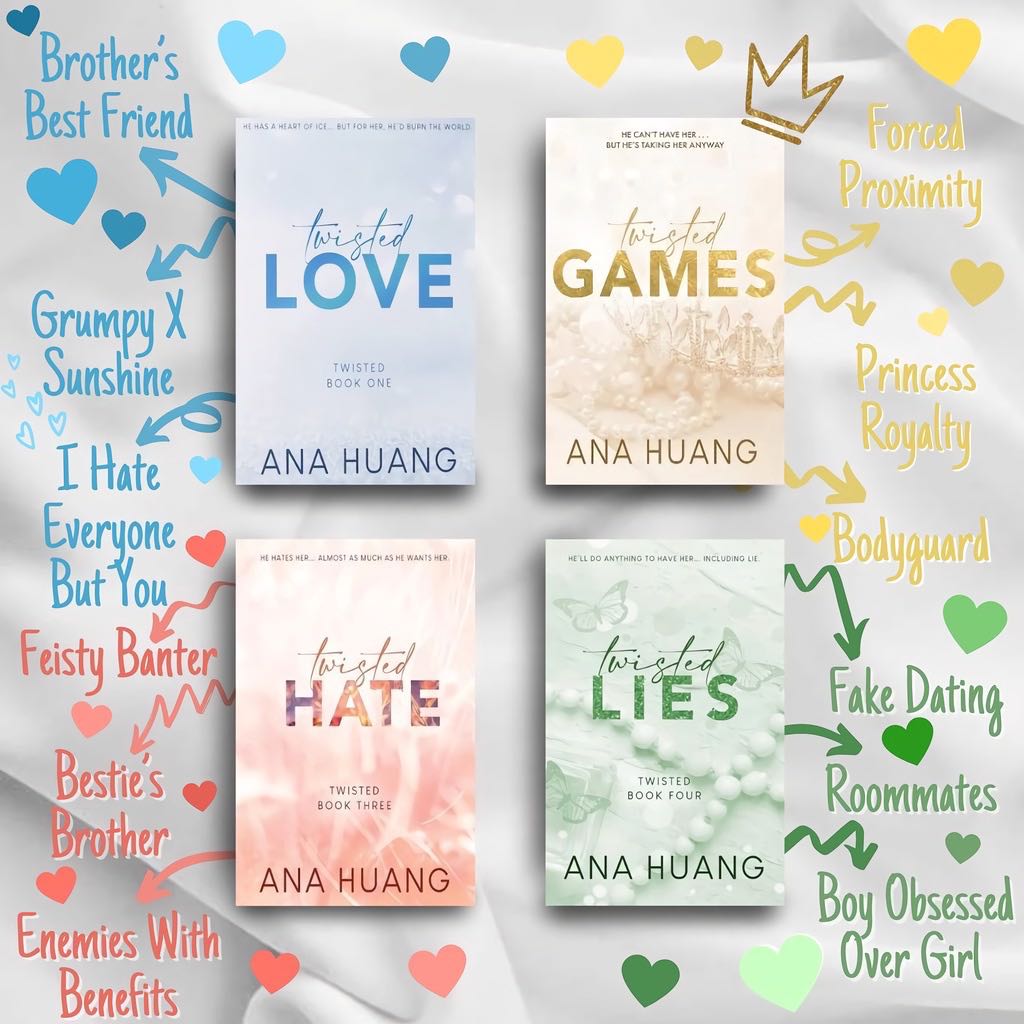 Brother's
Best Friend
Grumpy X
Sunshine
I Hate
Everyone
But You
HE HAS A HEART OF ICE... BUT FOR HER, HE'D BURN THE WORLD.
twisted
LOVE
TWISTED
BOOK ONE
ANA HUANG
HE CAN'T HAVE HER . . .
BUT HE'S TAKING HER ANYWAY
twisted
GAMES
ANA HUANG
Forced
Proximity
Princess
Royalty
Bodyguard
Feisty Banter
Bestie's
Brother
Enemies With
Benefits
HE HATES HER... ALMOST AS MUCH AS HE WANTS HER.
twisted
HATE
TWISTED
BOOK THREE
ANA HUANG
HE'LL DO ANYTHING TO HAVE HER... INCLUDING LIE.
twisted
LIES
TWISTED
BOOK FOUR
ANA HUANG
Fake Dating
Roommates
Boy Obsessed
Over Girl